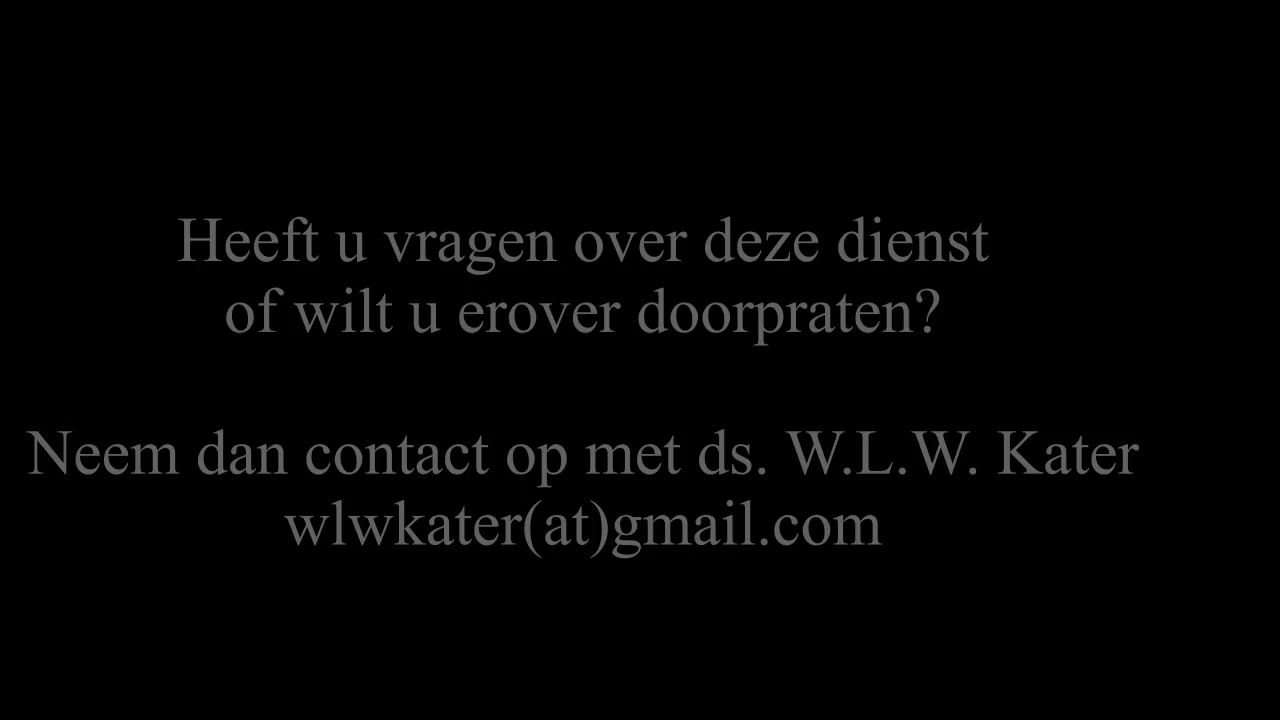 Heeft u vragen over deze dienst
of wilt u erover doorpraten?
Neem dan contact op met ds. W.L.W. Kater
wlwkater(at)gmail.com